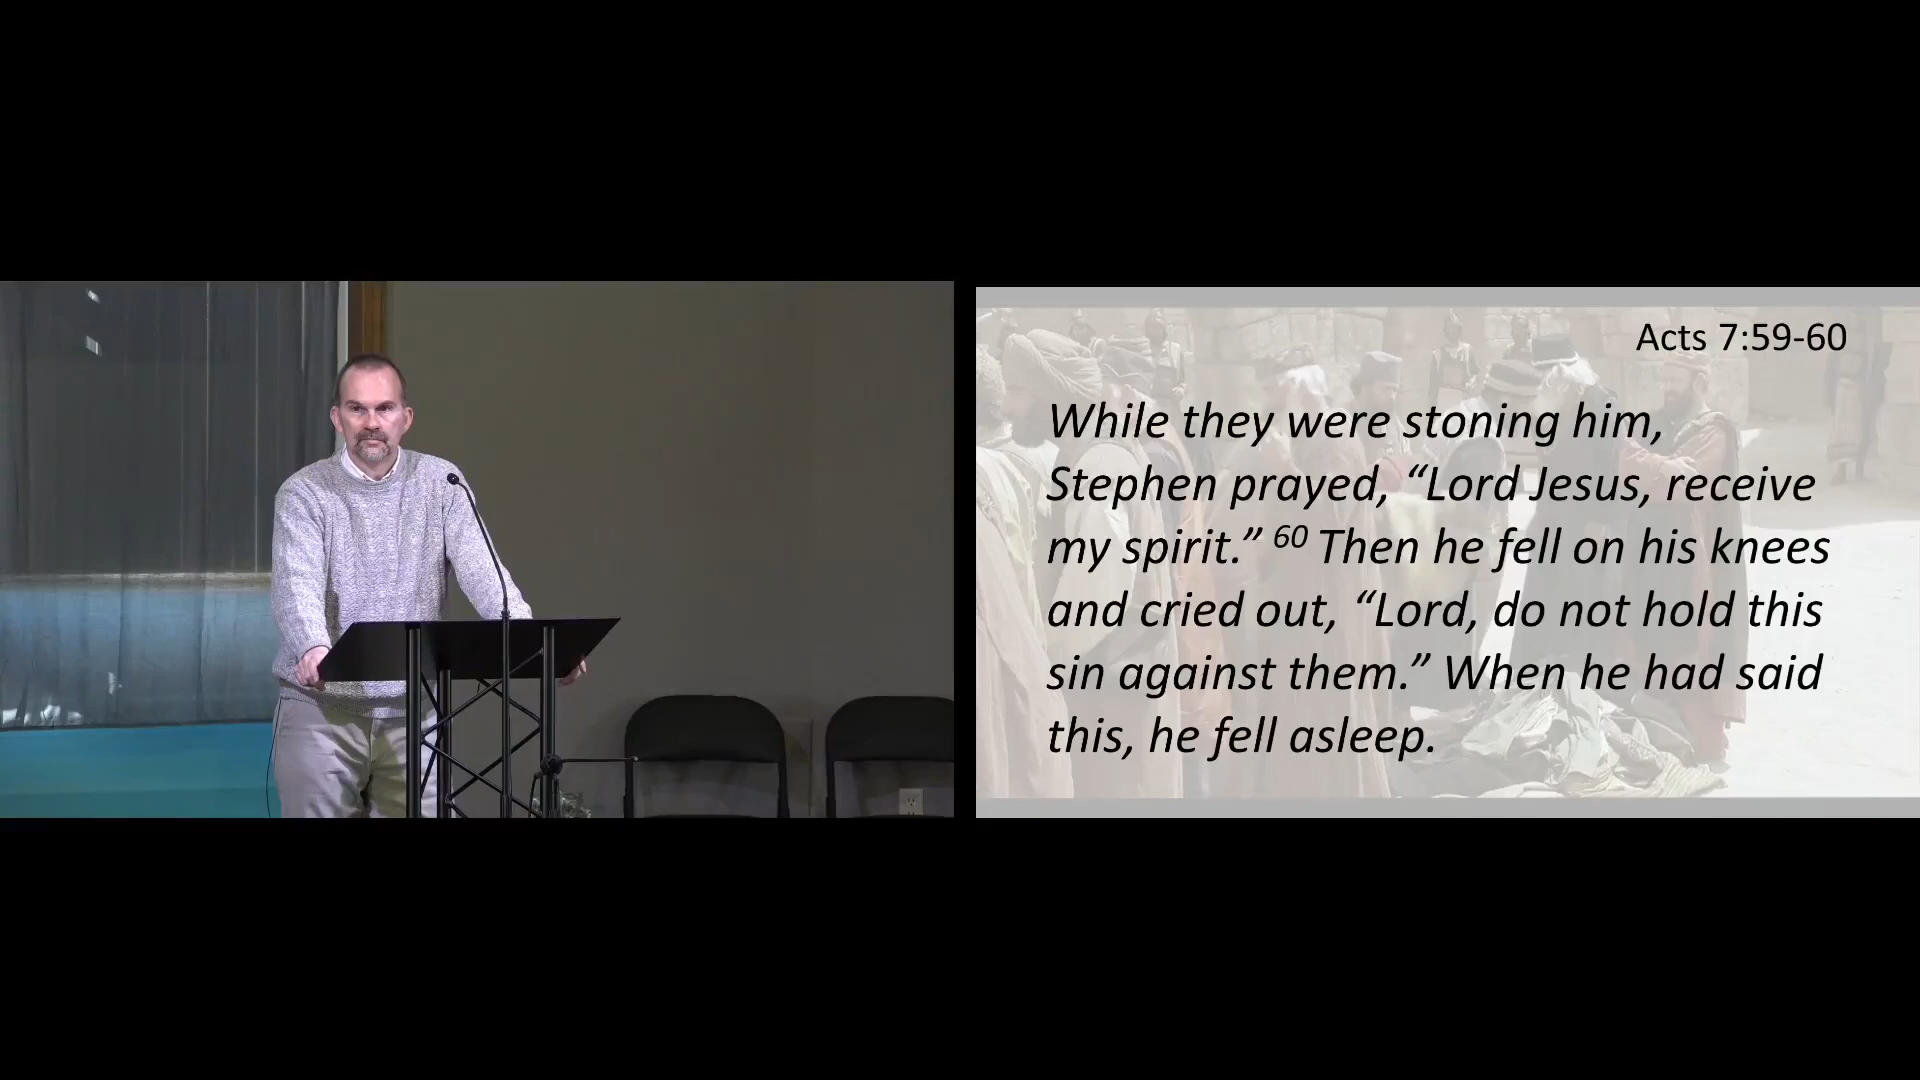 Acts 7:59-60
While they were stoning him,
Stephen prayed, “Lord Jesus, receive
my spirit.” 60 Then he fell on his knees
and cried out, “Lord, do not hold this
sin against them.” When he had said
this, he fell asleep.